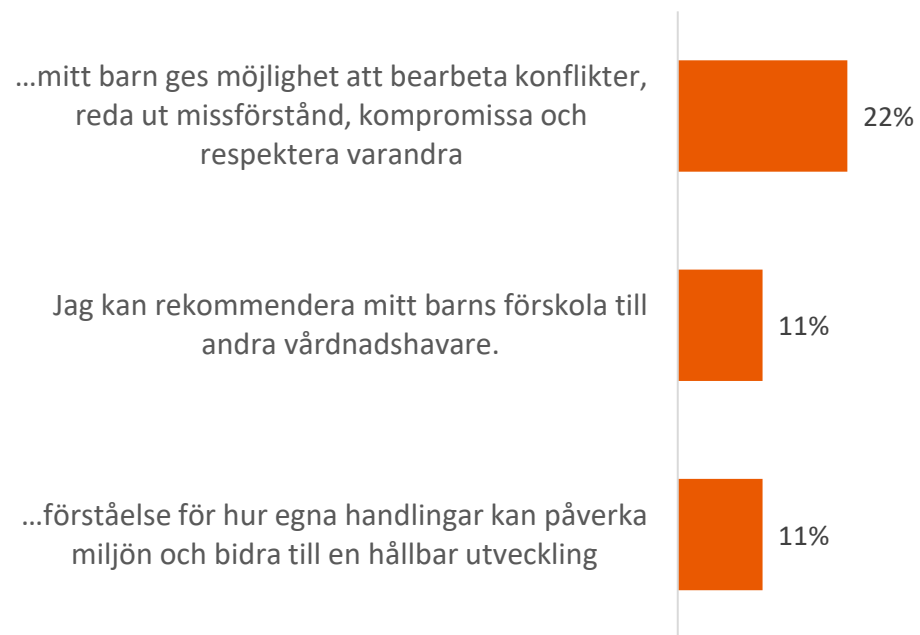 ...mitt barn ges möjlighet att bearbeta konflikter,
reda ut missförstånd, kompromissa och
respektera varandra
22%
Jag kan rekommendera mitt barns förskola till
andra vårdnadshavare.
11%
...förståelse för hur egna handlingar kan påverka
miljön och bidra till en hållbar utveckling
11%